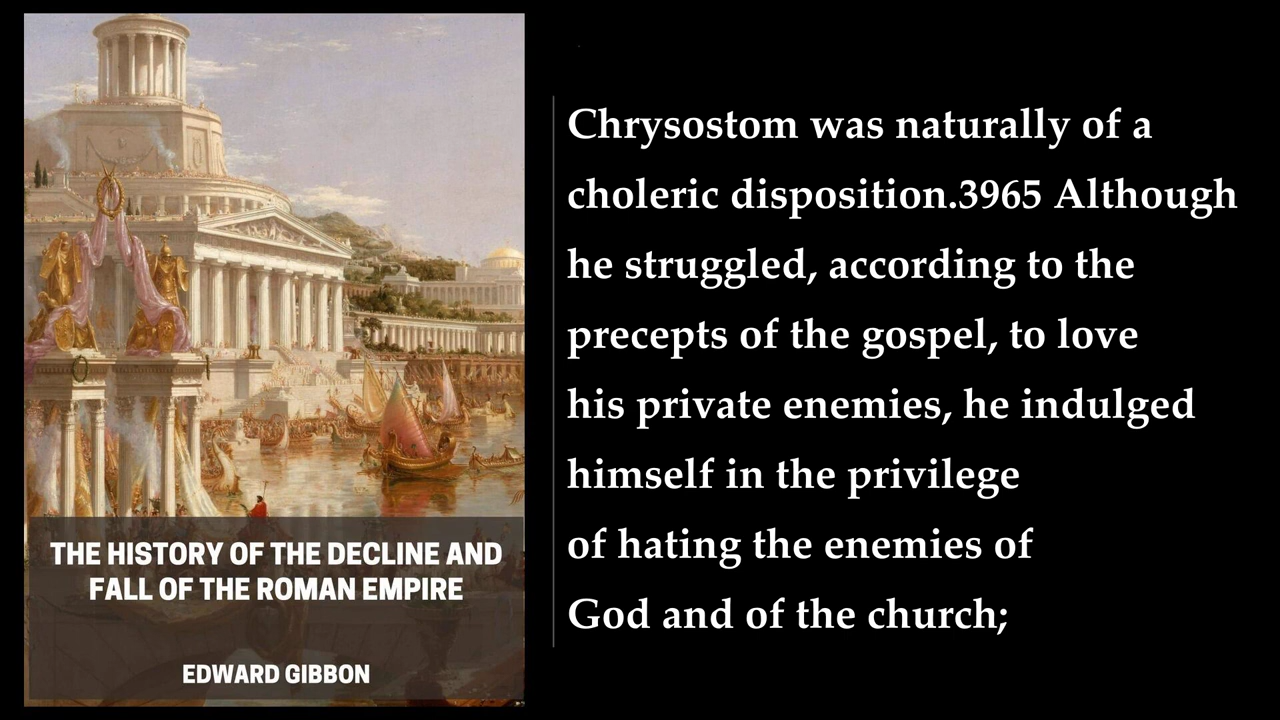 THE HISTORY OF THE DECLINE AND
FALL OF THE ROMAN EMPIRE
EDWARD GIBBON
Chrysostom was naturally of a
choleric disposition.3965 Although
he struggled, according to the
precepts of the gospel, to love
his private enemies, he indulged
himself in the privilege
of hating the enemies of
God and of the church;